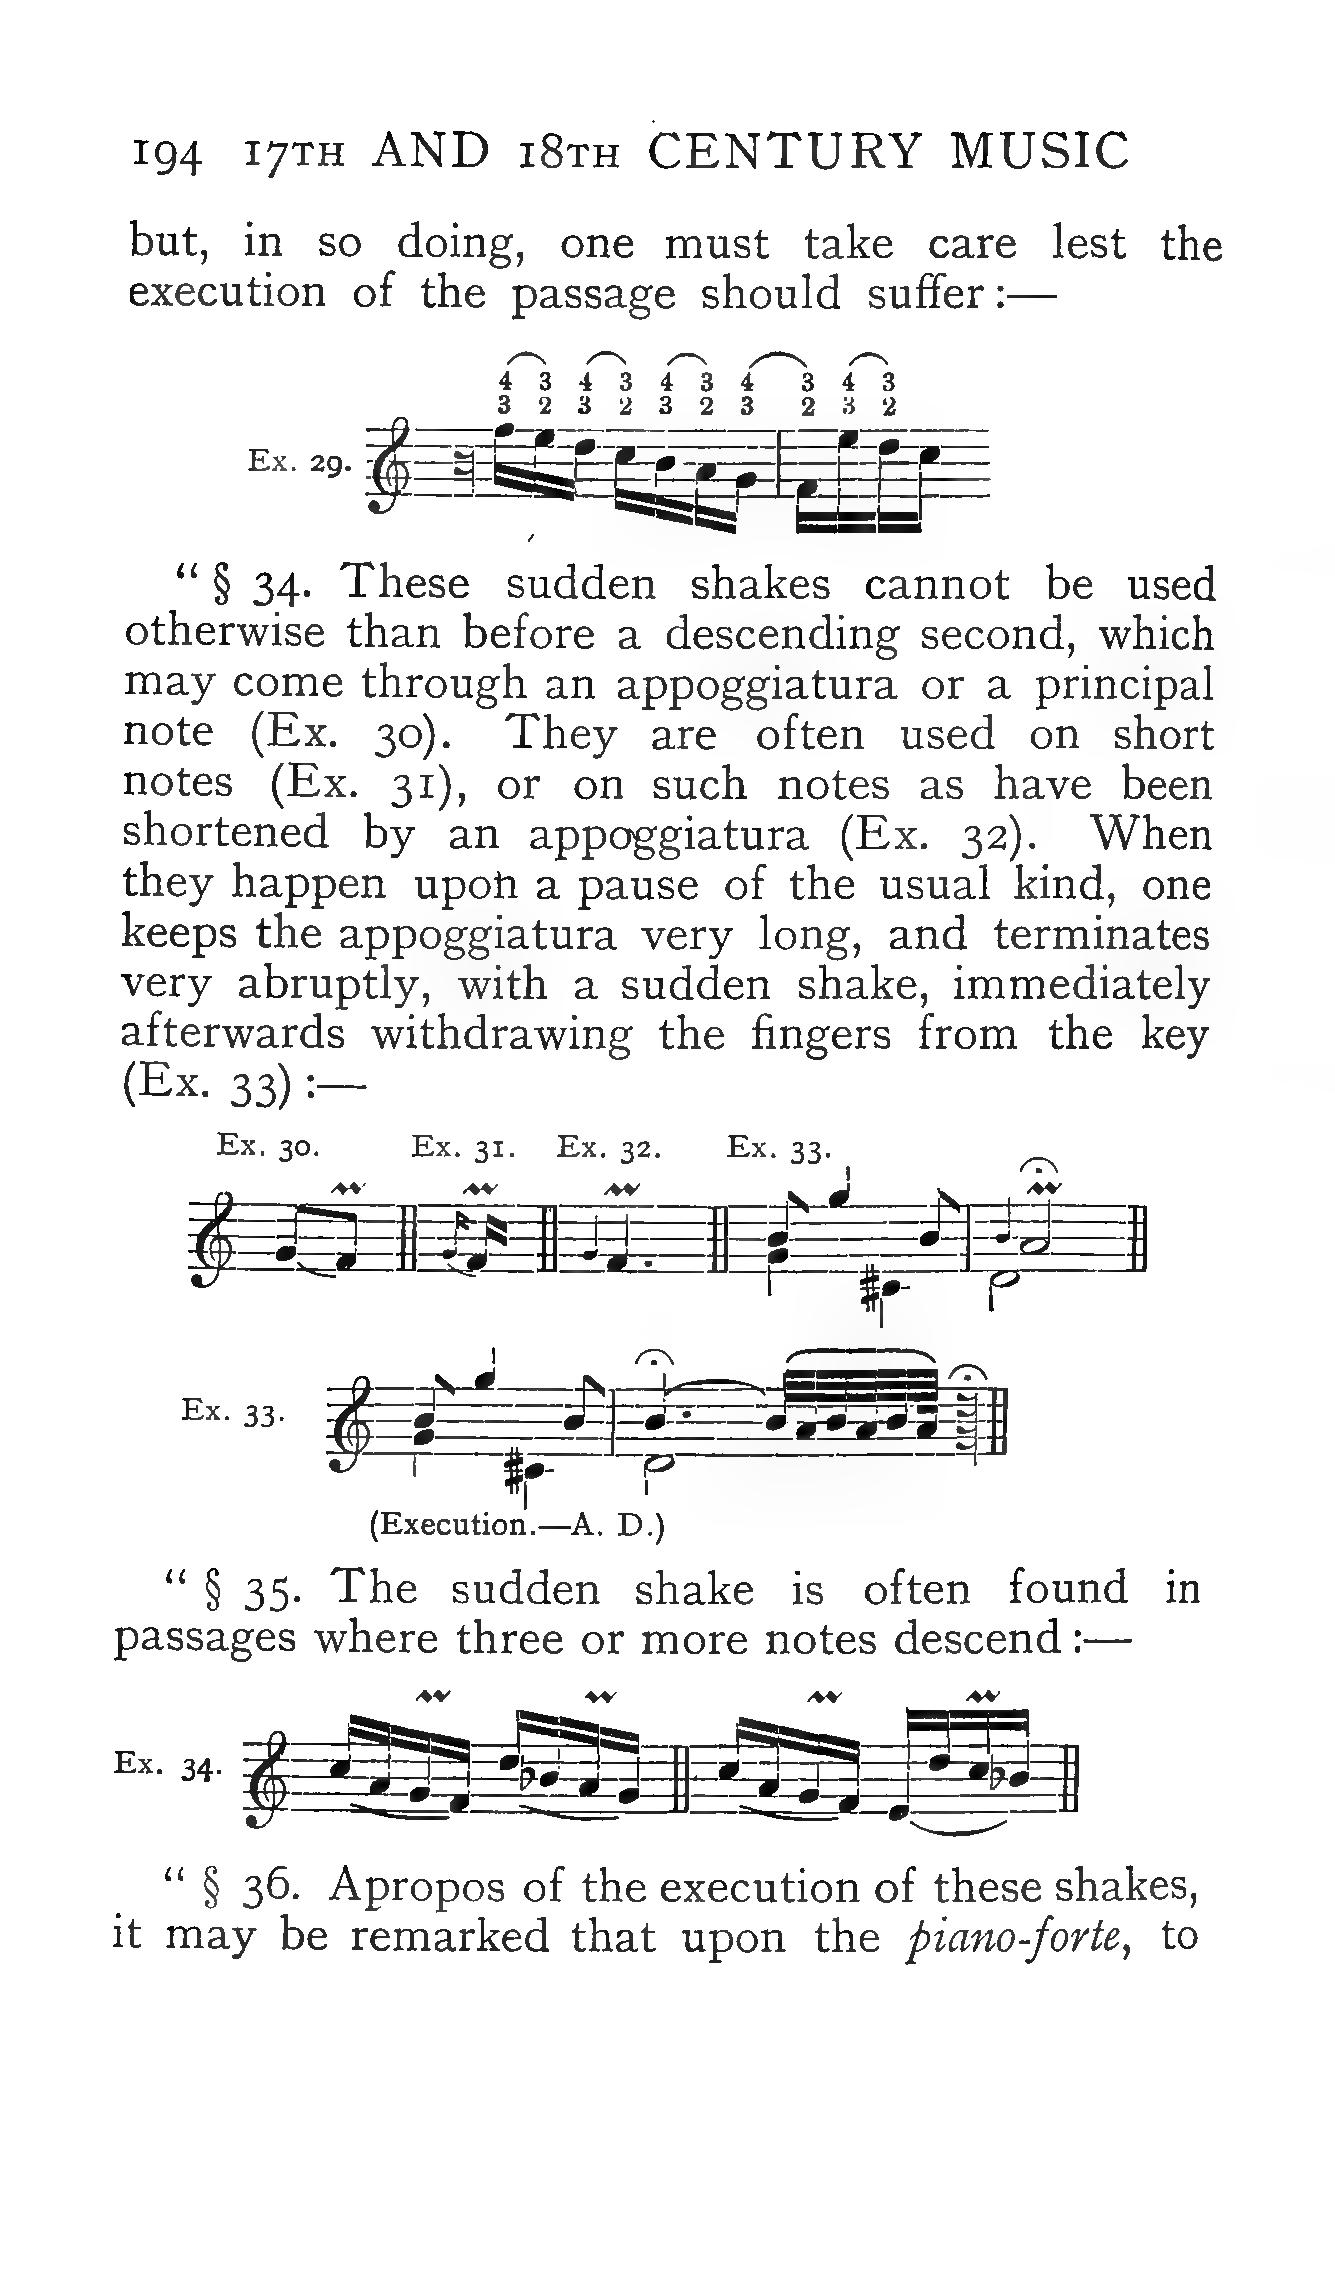 194 17TH AND 18TH CENTURY MUSIC
but, in so doing, one must take care lest the
execution of the passage should suffer:—
4 3 4 3 4 3 4 3 4 3
3 2 3 2 3 2 3 2 3 2
Ex. 29.
“ § 34. These sudden shakes cannot be used
otherwise than before a descending second, which
may come through an appoggiatura or a principal
note (Ex. 30). They are often used on short
notes (Ex. 31), or on such notes as have been
shortened by an appoggiatura (Ex. 32). When
they happen upon a pause of the usual kind, one
keeps the appoggiatura very long, and terminates
very abruptly, with a sudden shake, immediately
afterwards withdrawing the fingers from the key
(Ex. 33):—
Ex. 30. Ex. 31. Ex. 32. Ex. 33.
Ex. 33.
(Execution.—A. D.)
“ § 35. The sudden shake is often found in
passages where three or more notes descend:—
Ex. 34.
“ § 36. Apropos of the execution of these shakes,
it may be remarked that upon the piano-forte, to